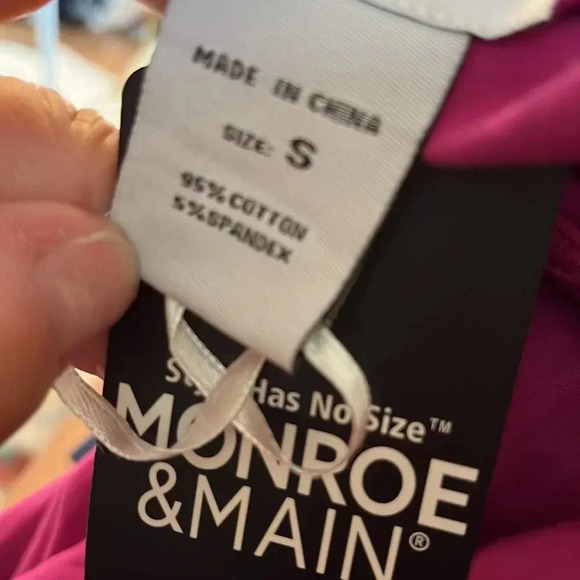 MADE IN CHINA
SIZE: S
95%COTTON
5%SPANDEX
Has No Size™
MONROE
&MAIN®